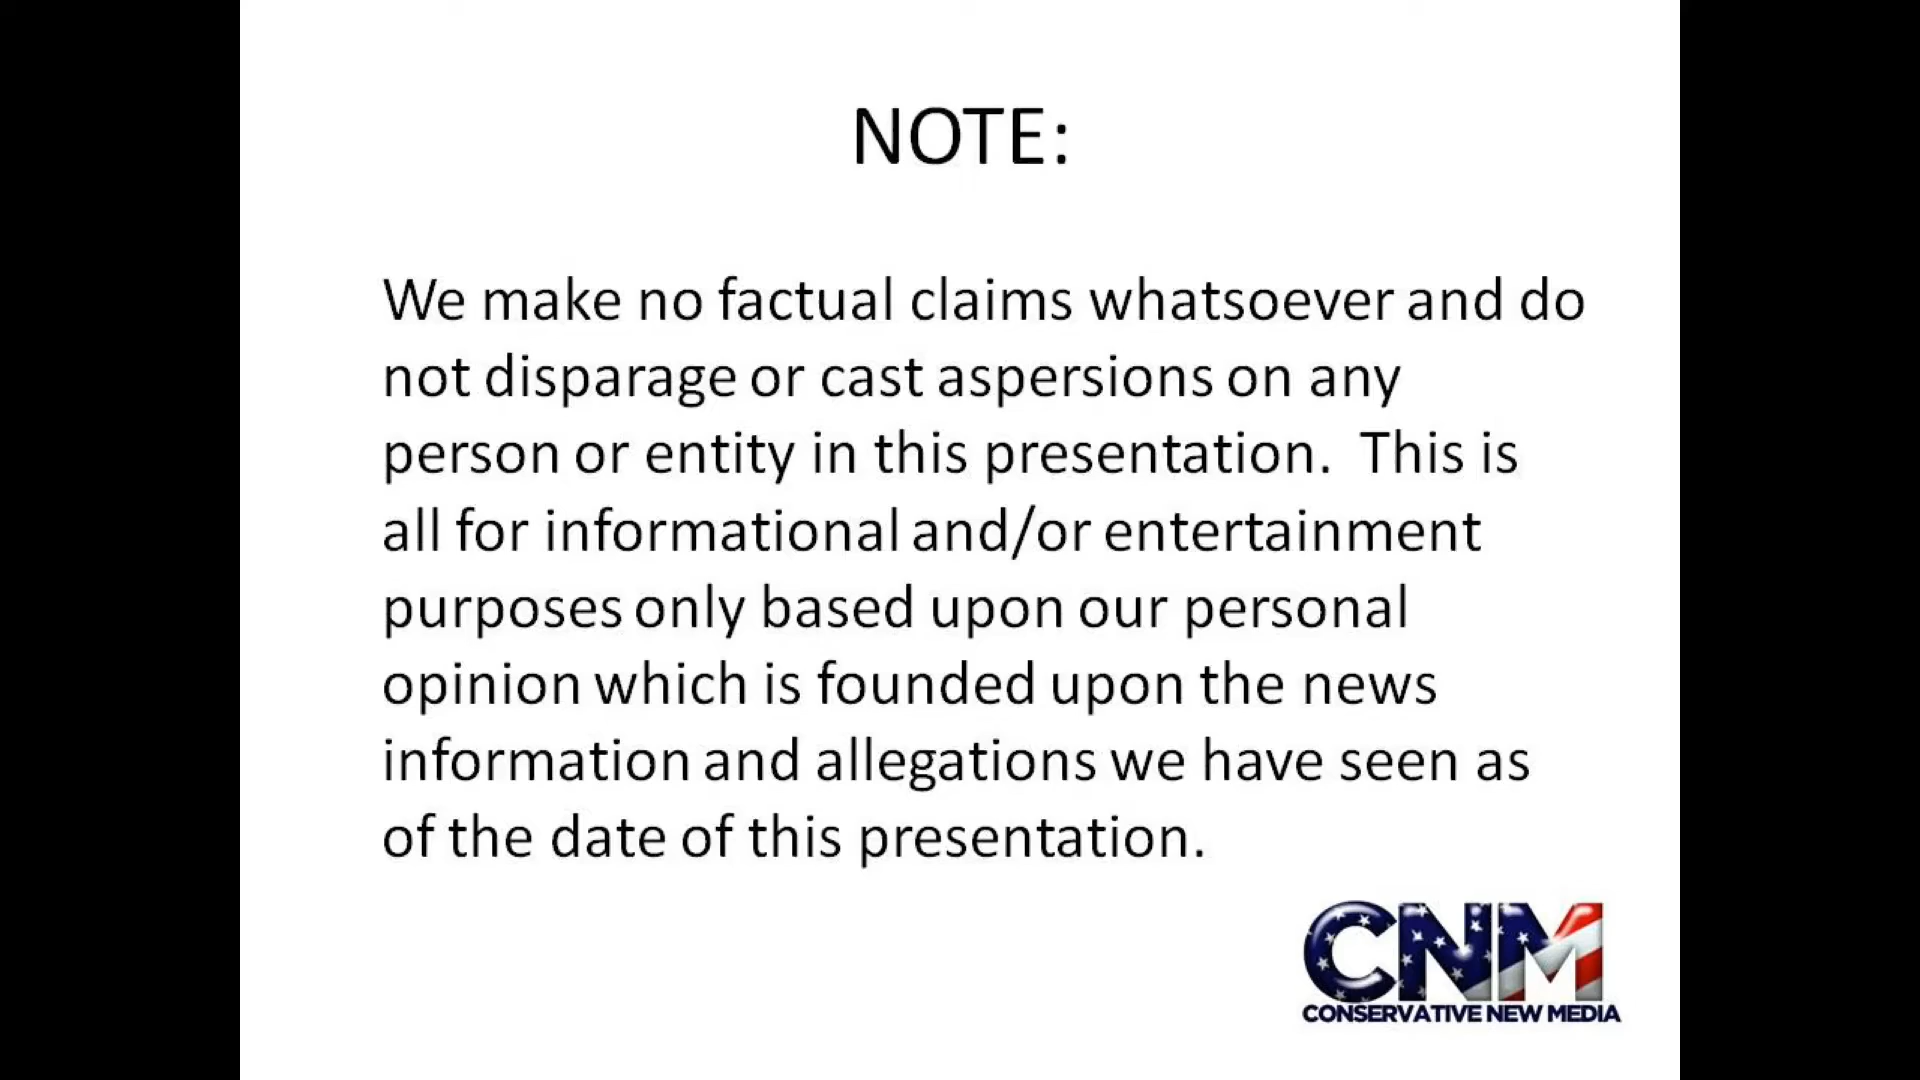 NOTE:
We make no factual claims whatsoever and do
not disparage or cast aspersions on any
person or entity in this presentation.  This is
all for informational and/or entertainment
purposes only based upon our personal
opinion which is founded upon the news
information and allegations we have seen as
of the date of this presentation.
CNM
CONSERVATIVE NEW MEDIA